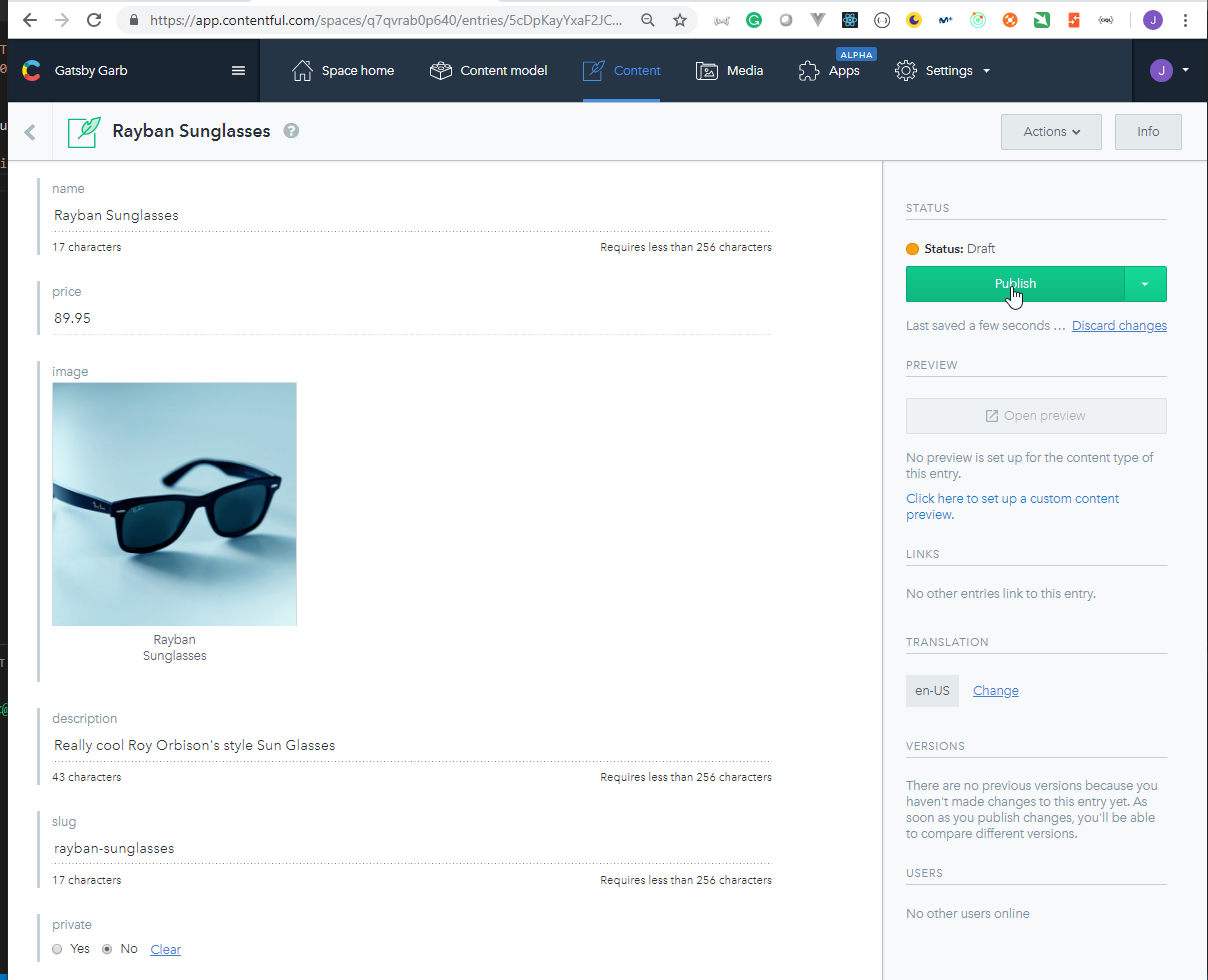 https://app.contentful.com/spaces/q7qvrab0p640/entries/5cDpKayYxaF2JC...
J
Gatsby Garb
Space home
Content model
Content
Media
Apps
ALPHA
Settings
J
Rayban Sunglasses
?
Actions
Info
name
Rayban Sunglasses
17 characters
Requires less than 256 characters
price
89.95
image
Rayban
Sunglasses
description
Really cool Roy Orbison's style Sun Glasses
43 characters
Requires less than 256 characters
slug
rayban-sunglasses
17 characters
Requires less than 256 characters
private
Yes No Clear
STATUS
Status: Draft
Publish
Last saved a few seconds ... Discard changes
PREVIEW
Open preview
No preview is set up for the content type of
this entry.
Click here to set up a custom content
preview.
LINKS
No other entries link to this entry.
TRANSLATION
en-US Change
VERSIONS
There are no previous versions because you
haven't made changes to this entry yet. As
soon as you publish changes, you'll be able
to compare different versions.
USERS
No other users online